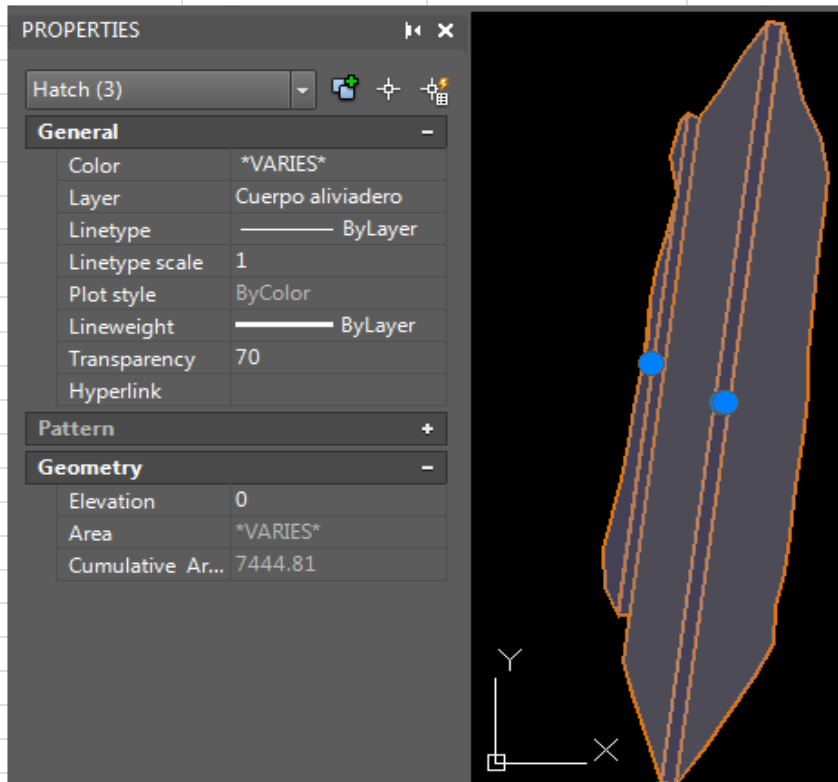 PROPERTIES
Hatch (3)
General
Color *VARIES*
Layer Cuerpo aliviadero
Linetype ByLayer
Linetype scale 1
Plot style ByColor
Lineweight ByLayer
Transparency 70
Hyperlink
Pattern
Geometry
Elevation 0
Area *VARIES*
Cumulative Ar... 7444.81
Y
X